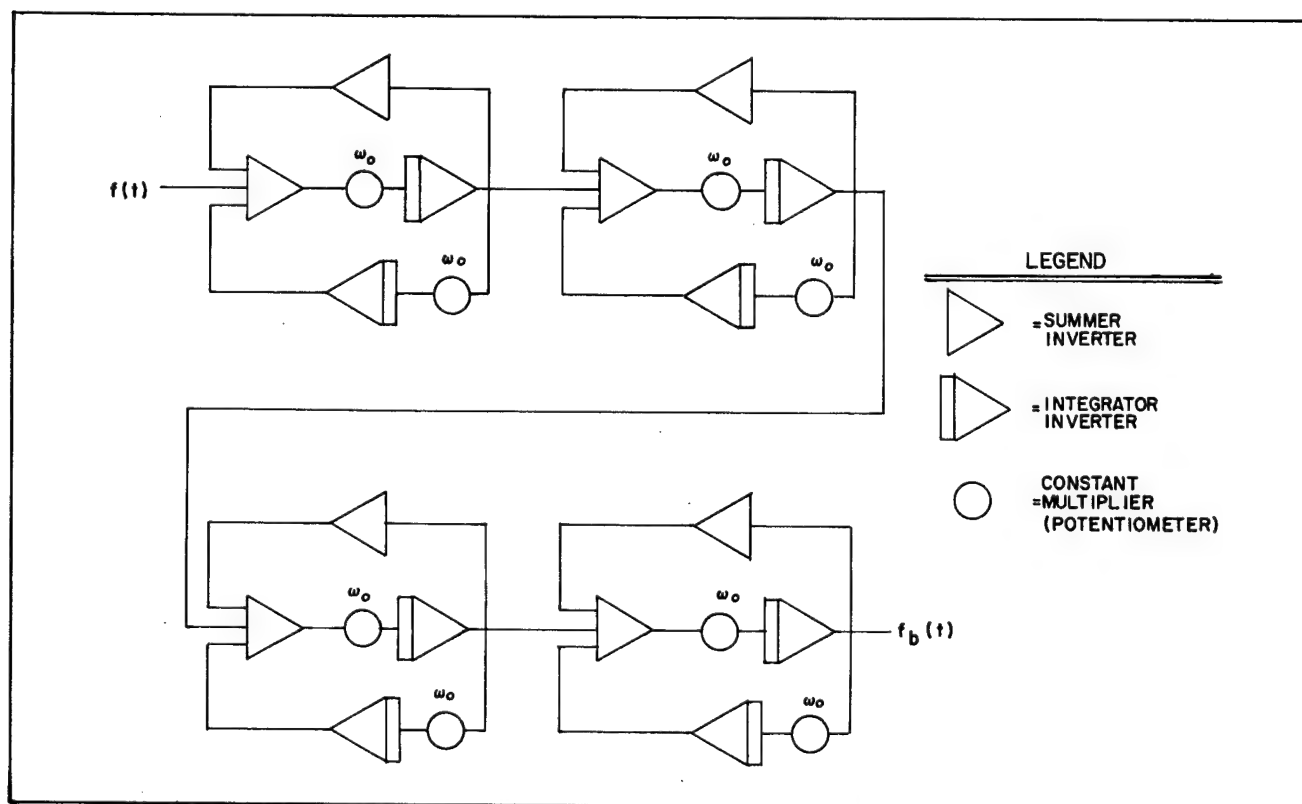 ω₀
ω₀
f(t)
ω₀
ω₀
LEGEND
=SUMMER
INVERTER
=INTEGRATOR
INVERTER
CONSTANT
=MULTIPLIER
(POTENTIOMETER)
ω₀
ω₀
f_b(t)
ω₀
ω₀